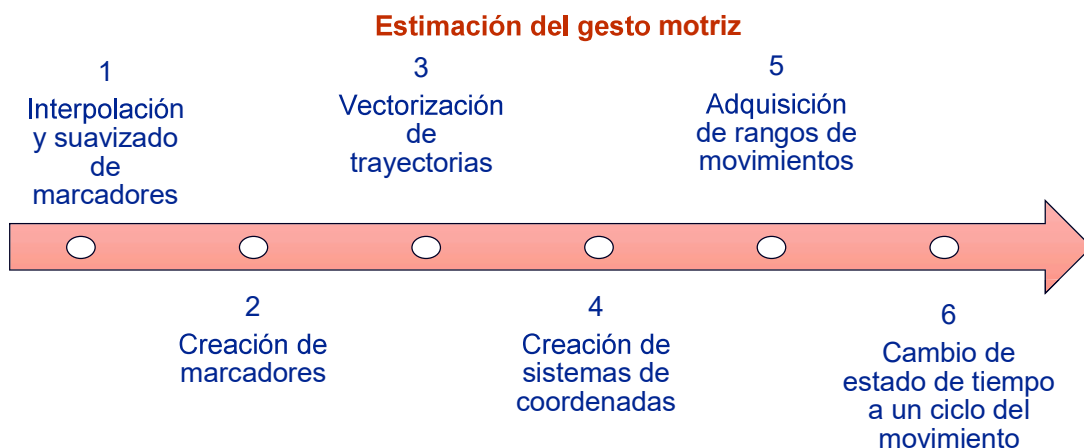 Estimación del gesto motriz
1
Interpolación
y suavizado
de
marcadores
2
Creación de
marcadores
3
Vectorización
de
trayectorias
4
Creación de
sistemas de
coordenadas
5
Adquisición
de rangos de
movimientos
6
Cambio de
estado de tiempo
a un ciclo del
movimiento